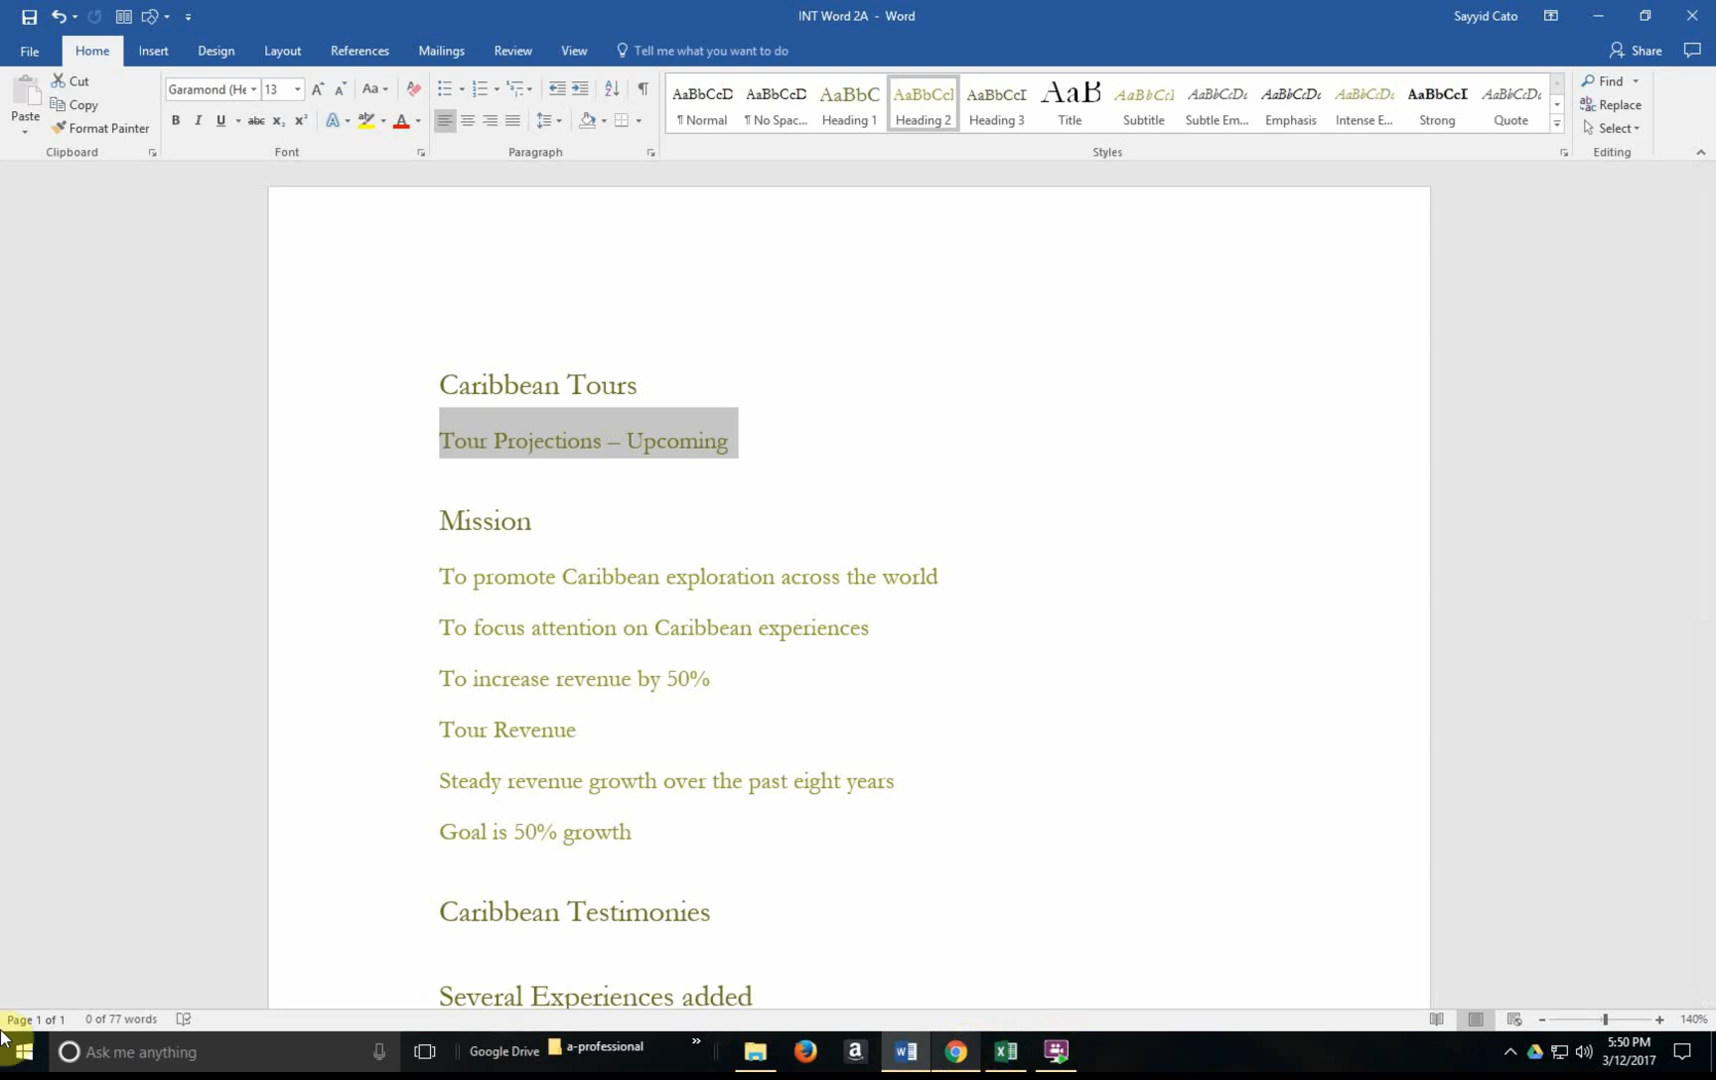 INT Word 2A - Word
Sayyid Cato
File Home Insert Design Layout References Mailings Review View Tell me what you want to do
Share
Paste
Cut
Copy
Format Painter
Clipboard
Garamond (He 13
Aa
B I U abc x₂ x²
A A
Font
Paragraph
AaBbCcD AaBbCcD AaBbC AaBbCcI AaBbCcI AaB AaBbCcI AaBbCcDc AaBbCcDc AaBbCcDc AaBbCcI AaBbCcDc
¶ Normal ¶ No Spac... Heading 1 Heading 2 Heading 3 Title Subtitle Subtle Em... Emphasis Intense E... Strong Quote
Styles
Find
Replace
Select
Editing
Caribbean Tours
Tour Projections – Upcoming
Mission
To promote Caribbean exploration across the world
To focus attention on Caribbean experiences
To increase revenue by 50%
Tour Revenue
Steady revenue growth over the past eight years
Goal is 50% growth
Caribbean Testimonies
Several Experiences added
Page 1 of 1 0 of 77 words
140%
Ask me anything
Google Drive
a-professional
5:50 PM
3/12/2017